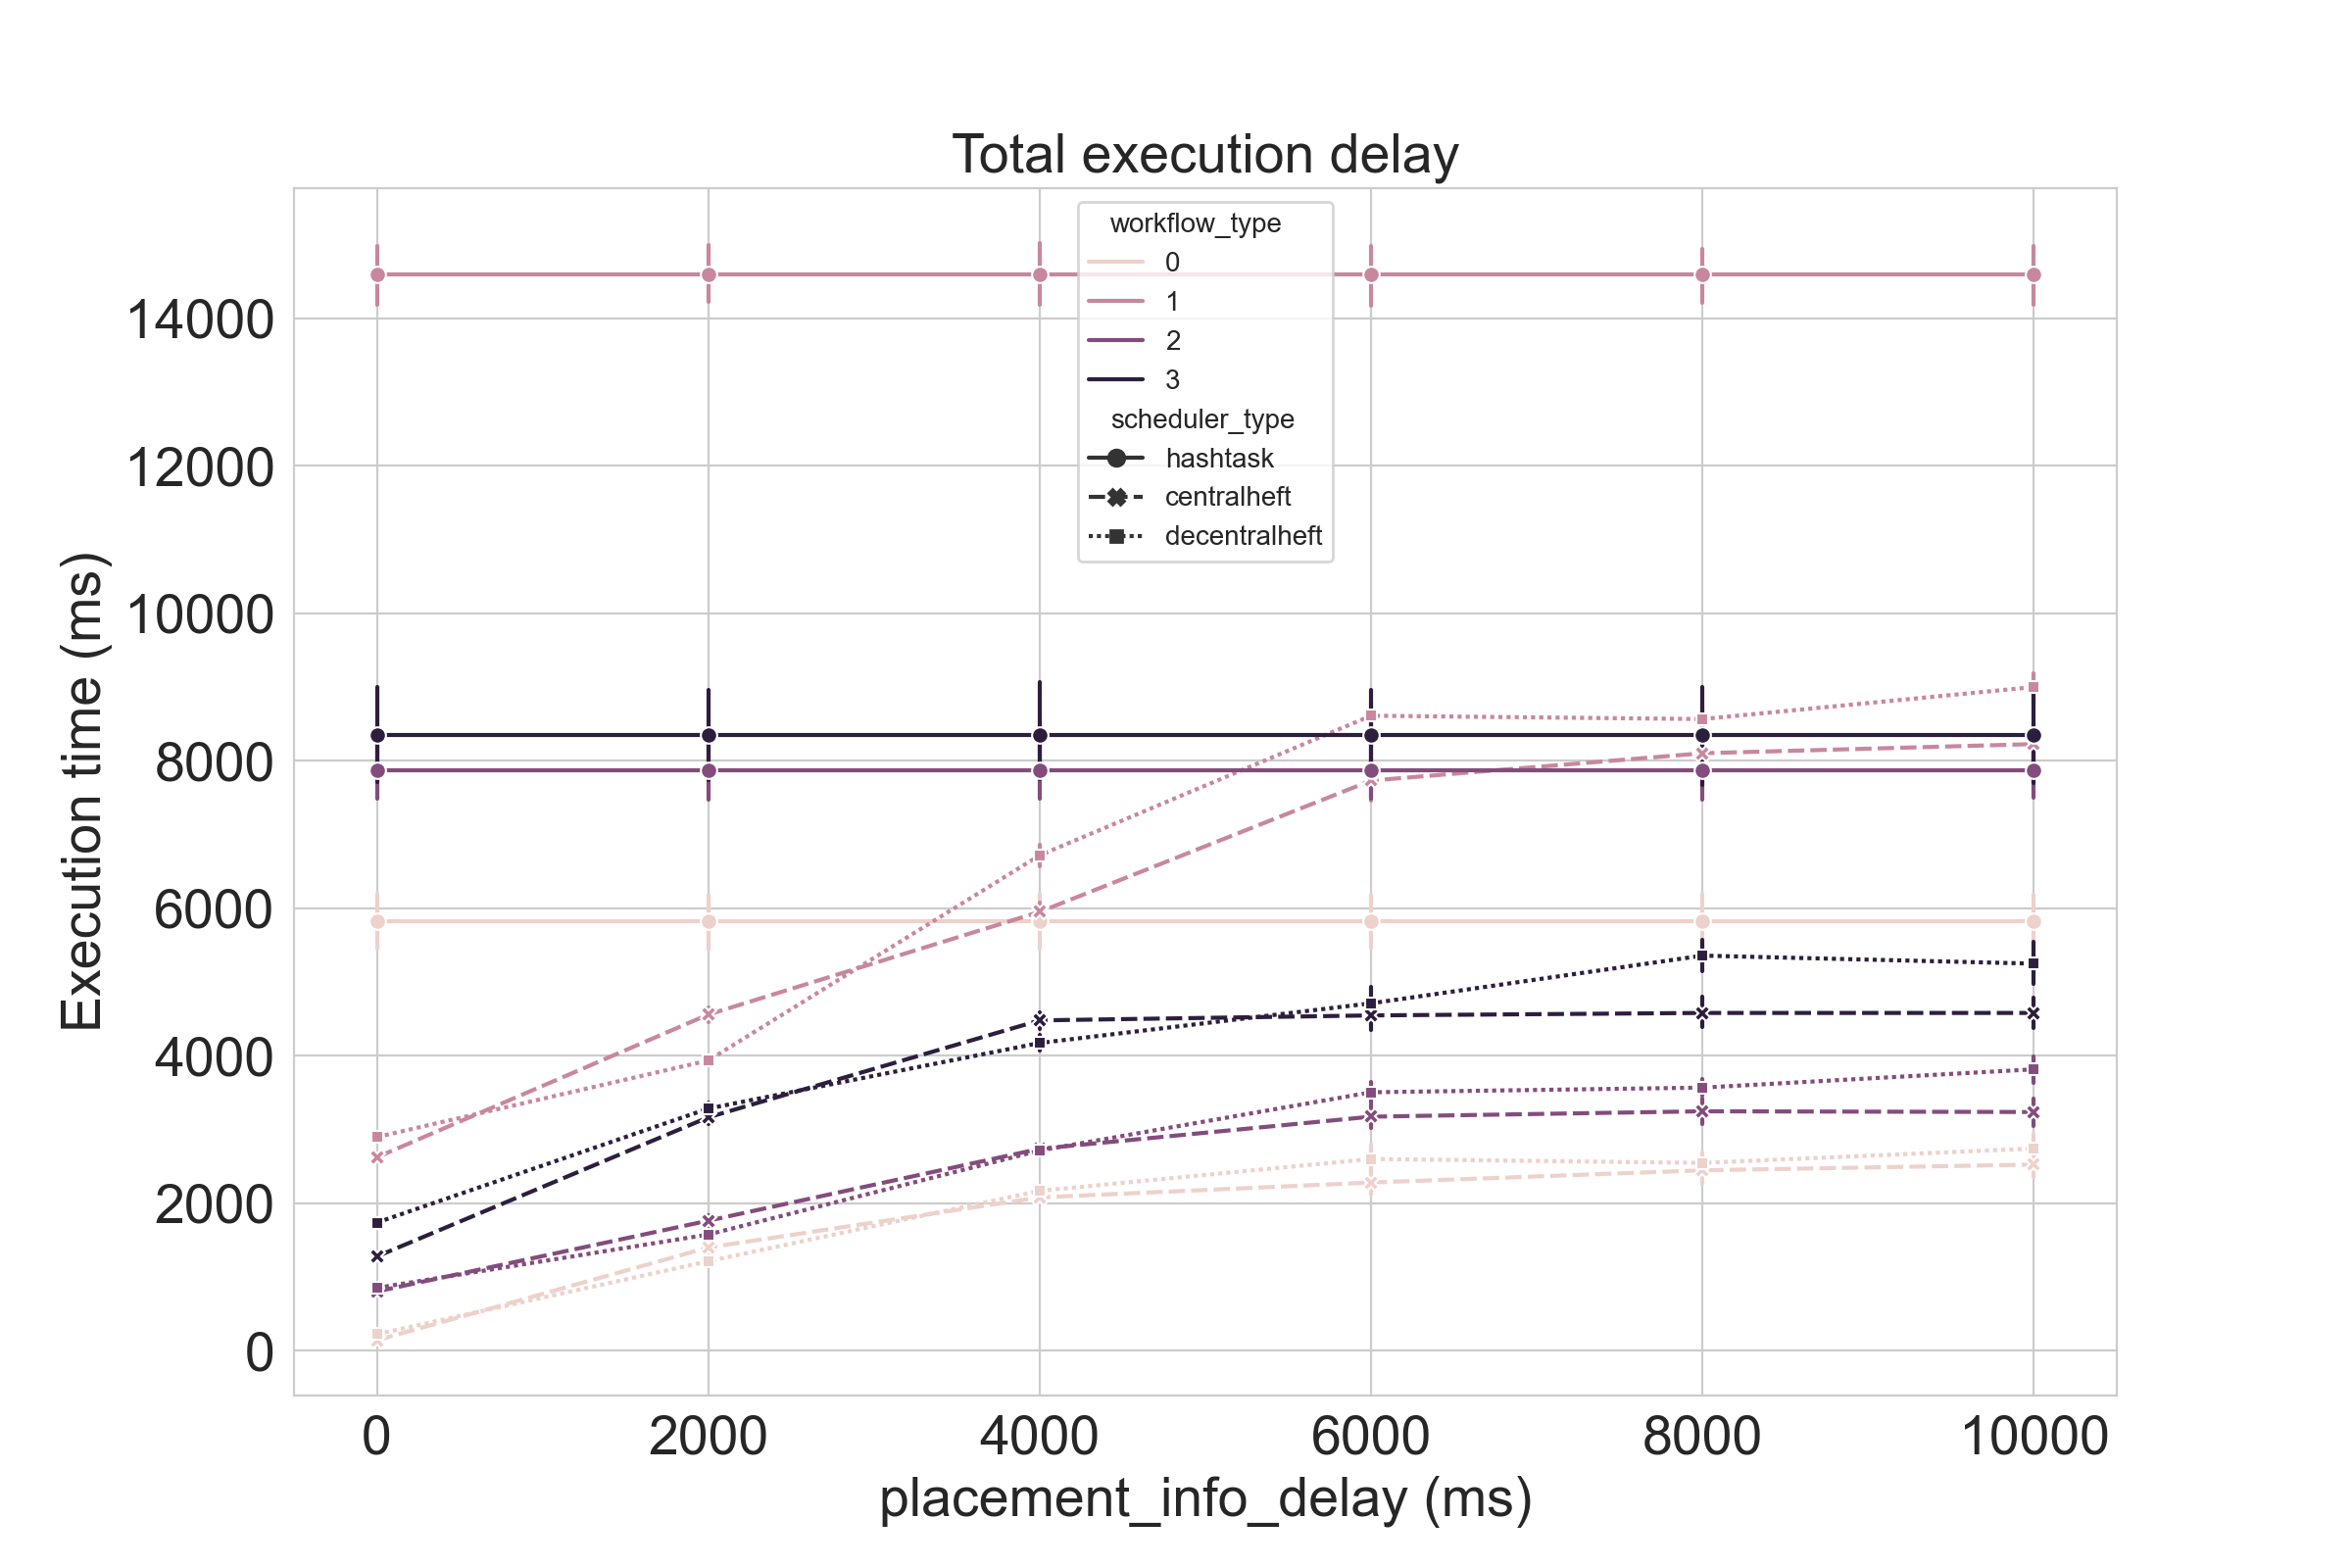 Total execution delay
workflow_type
0
1
2
3
scheduler_type
hashtask
centralheft
decentralheft
Execution time (ms)
14000
12000
10000
8000
6000
4000
2000
0
0 2000 4000 6000 8000 10000
placement_info_delay (ms)